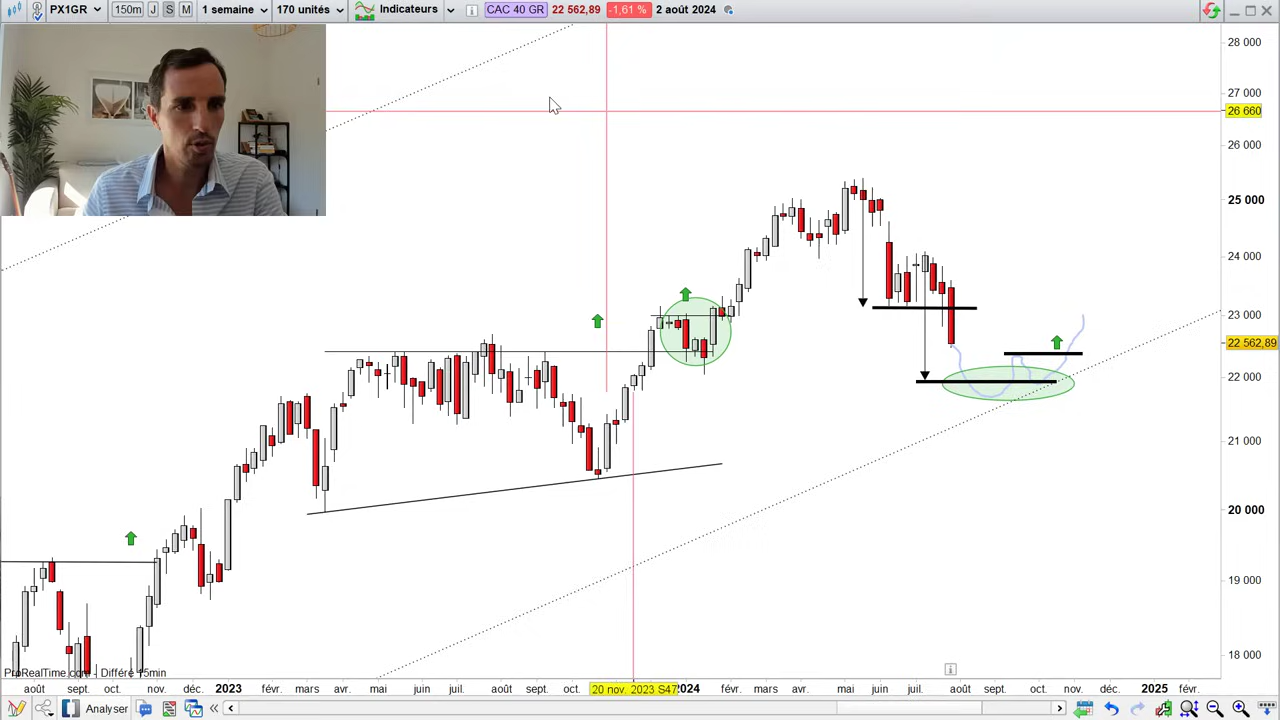 PX1GR 150m J S M 1 semaine 170 unités Indicateurs i CAC 40 GR 22 562,89 -1,61 % 2 août 2024
28 000
27 000
26 660
26 000
25 000
24 000
23 000
22 562,89
22 000
21 000
20 000
19 000
18 000
ProRealTime.com Différé 15min
i
août sept. oct. nov. déc. 2023 févr. mars avr. mai juin juil. août sept. oct. 20 nov. 2023 S47 2024 févr. mars avr. mai juin juil. août sept. oct. nov. déc. 2025 févr.
Analyser